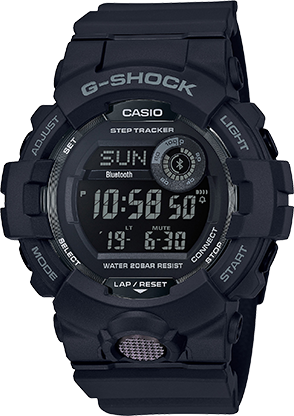 G-SHOCK
CASIO
STEP TRACKER
ADJUST
SET
LIGHT
SUN
Bluetooth
P 10:58 50
LT MUTE
19 6-30
SELECT
MODE
CONNECT
STOP
START
WATER 20BAR RESIST
LAP / RESET